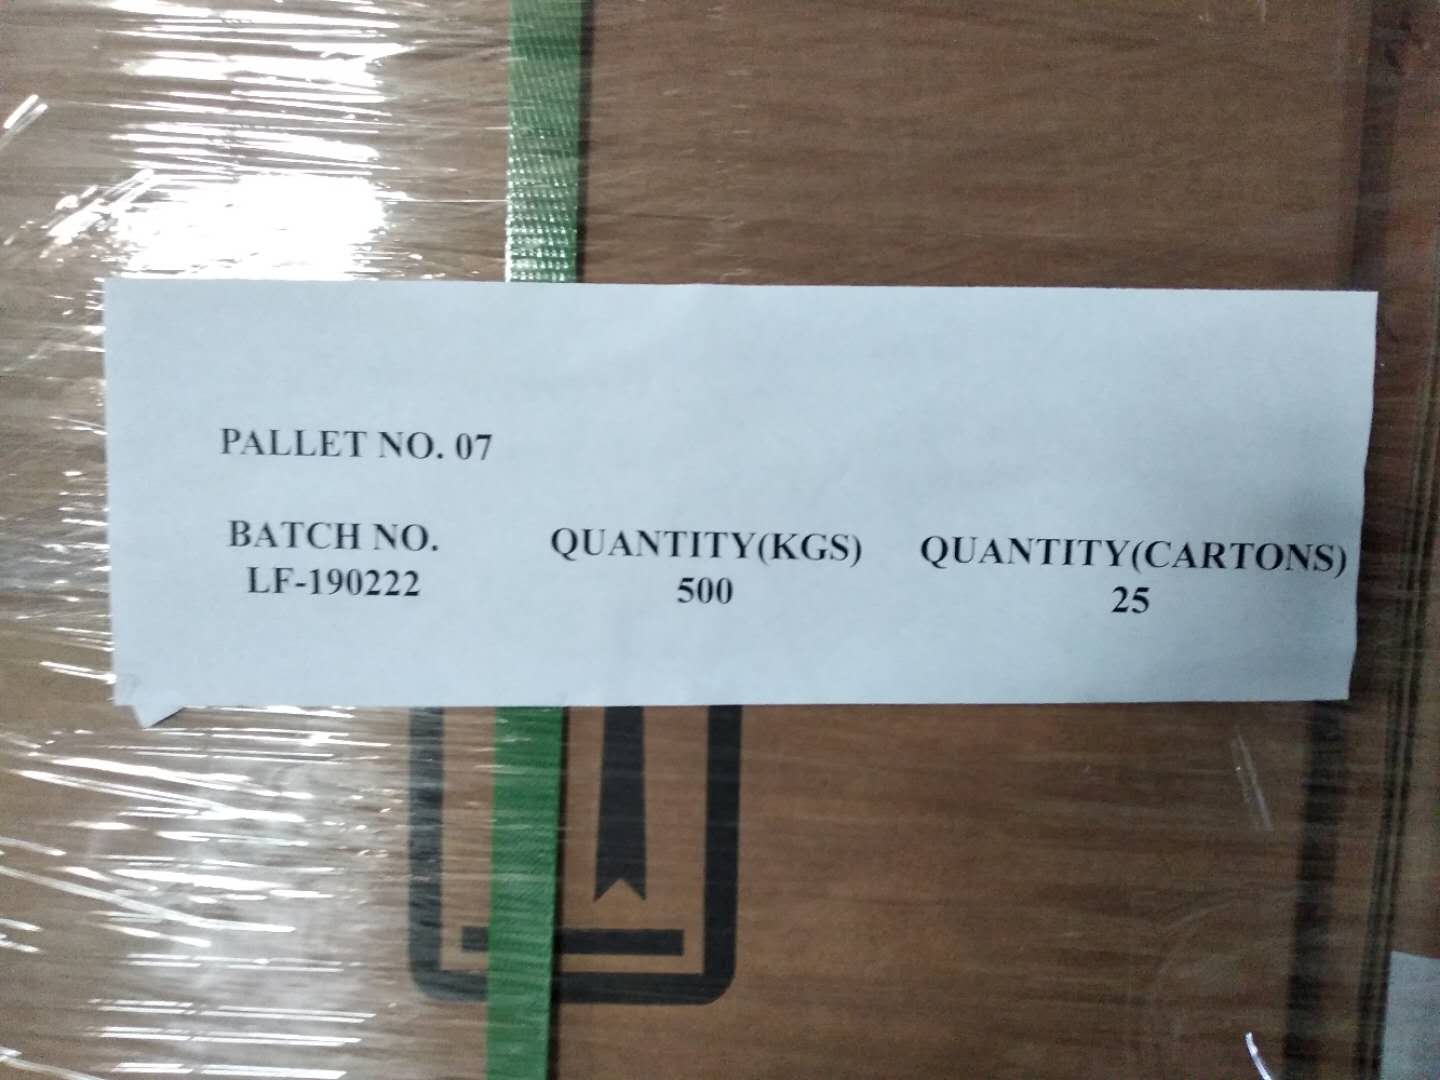 PALLET NO. 07
BATCH NO. QUANTITY(KGS) QUANTITY(CARTONS)
LF-190222 500 25